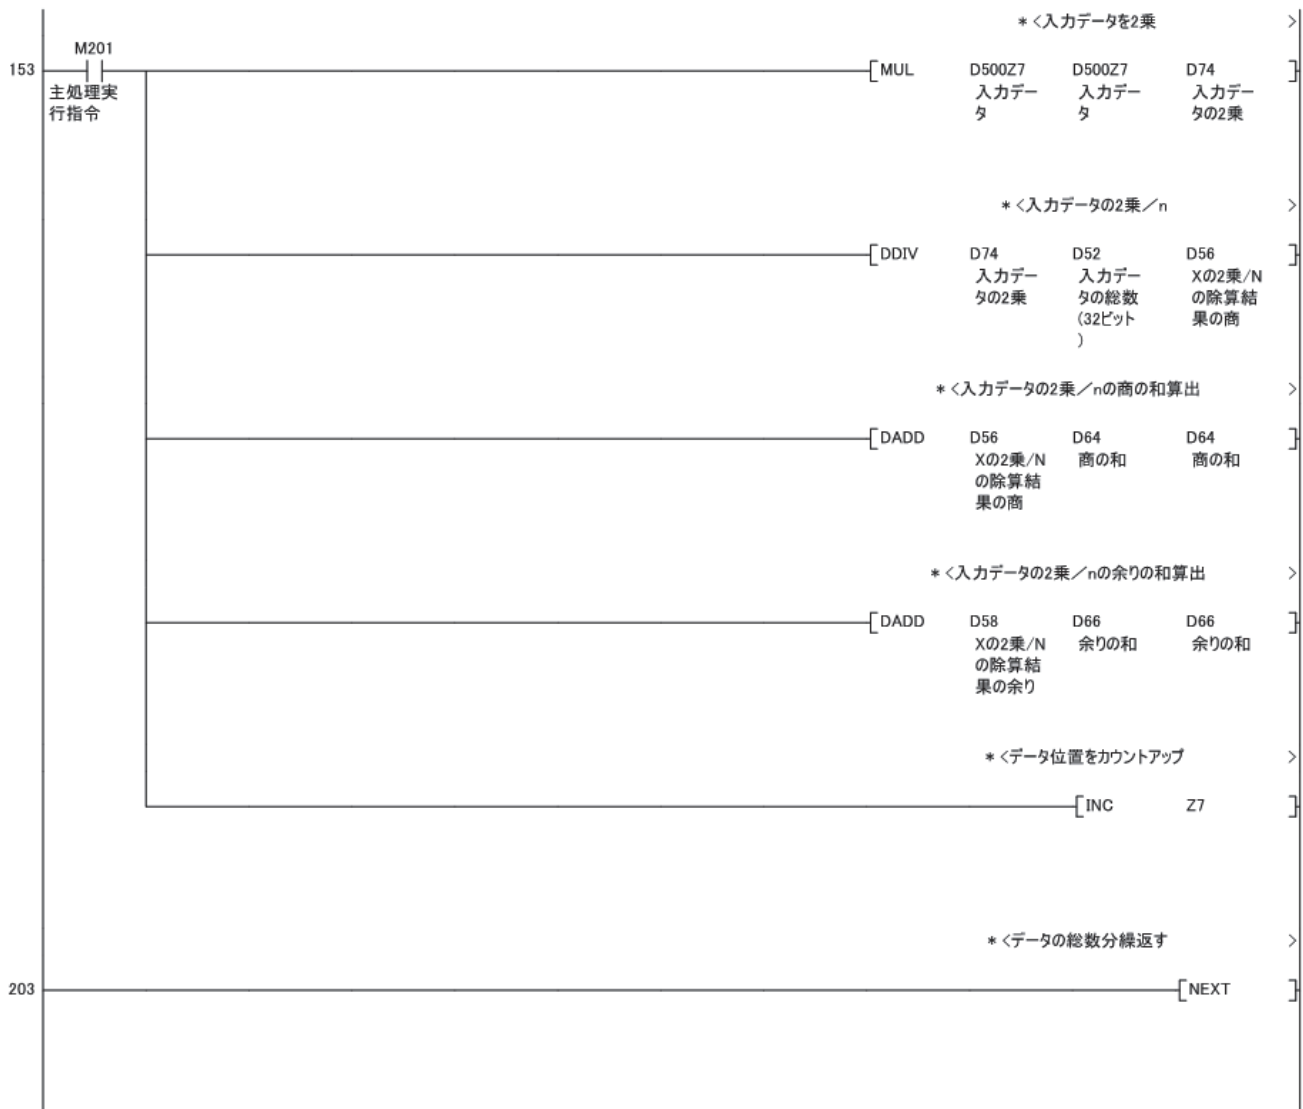 ＊<入力データを2乗 >
M201
153
主処理実
行指令
MUL D500Z7 D500Z7 D74
入力デー 入力デー 入力デー
タ タ タの2乗
＊<入力データの2乗／n >
DDIV D74 D52 D56
入力デー 入力デー Xの2乗/N
タの2乗 タの総数 の除算結
(32ビット 果の商
)
＊<入力データの2乗／nの商の和算出 >
DADD D56 D64 D64
Xの2乗/N 商の和 商の和
の除算結
果の商
＊<入力データの2乗／nの余りの和算出 >
DADD D58 D66 D66
Xの2乗/N 余りの和 余りの和
の除算結
果の余り
＊<データ位置をカウントアップ >
INC Z7
＊<データの総数分繰返す >
203 NEXT